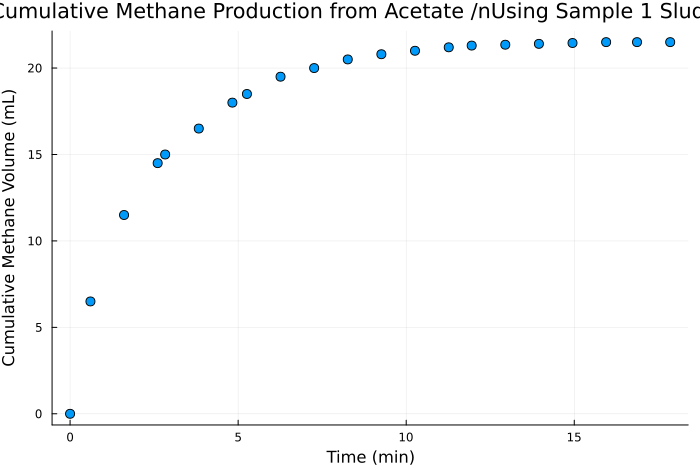 Cumulative Methane Production from Acetate /nUsing Sample 1
Cumulative Methane Volume (mL)
20
15
10
5
0
0 5 10 15
Time (min)